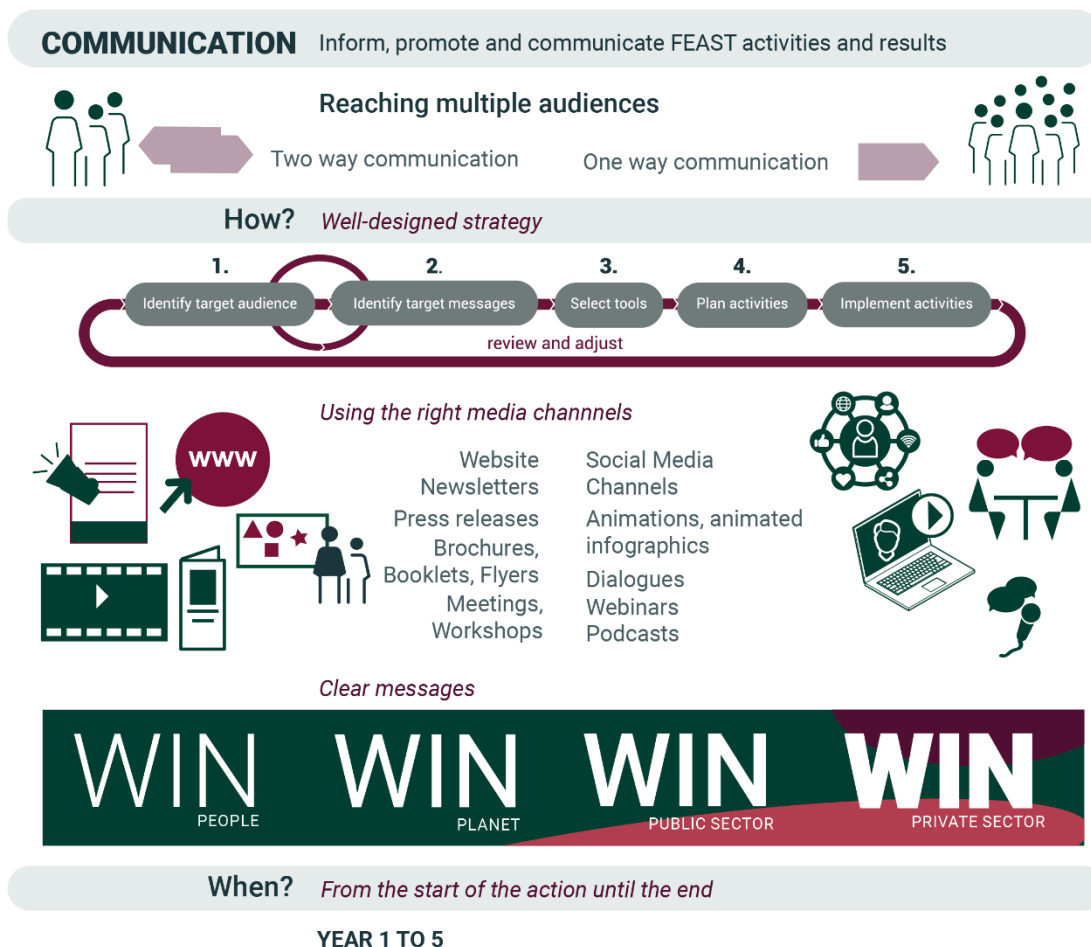 COMMUNICATION Inform, promote and communicate FEAST activities and results
Reaching multiple audiences
Two way communication
One way communication
How? Well-designed strategy
1.
2.
3.
4.
5.
Identify target audience
Identify target messages
Select tools
Plan activities
Implement activities
review and adjust
Using the right media channnels
www
Website
Newsletters
Press releases
Brochures,
Booklets, Flyers
Meetings,
Workshops
Social Media
Channels
Animations, animated
infographics
Dialogues
Webinars
Podcasts
Clear messages
WIN
PEOPLE
WIN
PLANET
WIN
PUBLIC SECTOR
WIN
PRIVATE SECTOR
When? From the start of the action until the end
YEAR 1 TO 5